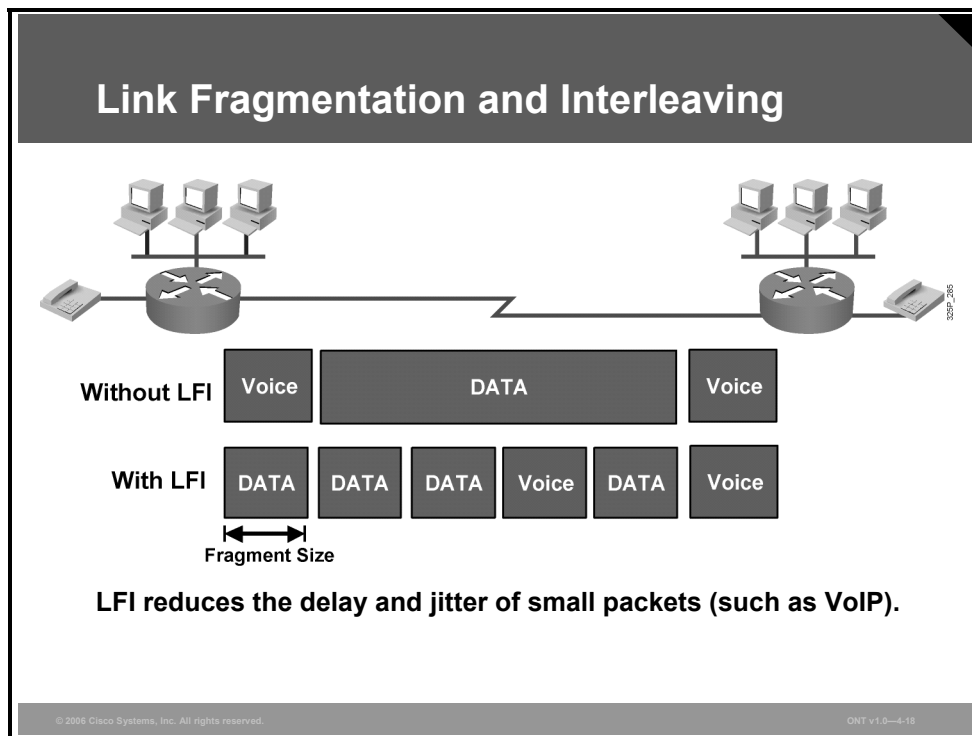 Link Fragmentation and Interleaving
325P_285
Without LFI Voice DATA Voice
With LFI DATA DATA DATA Voice DATA Voice
Fragment Size
LFI reduces the delay and jitter of small packets (such as VoIP).
© 2006 Cisco Systems, Inc. All rights reserved. ONT v1.0—4-18